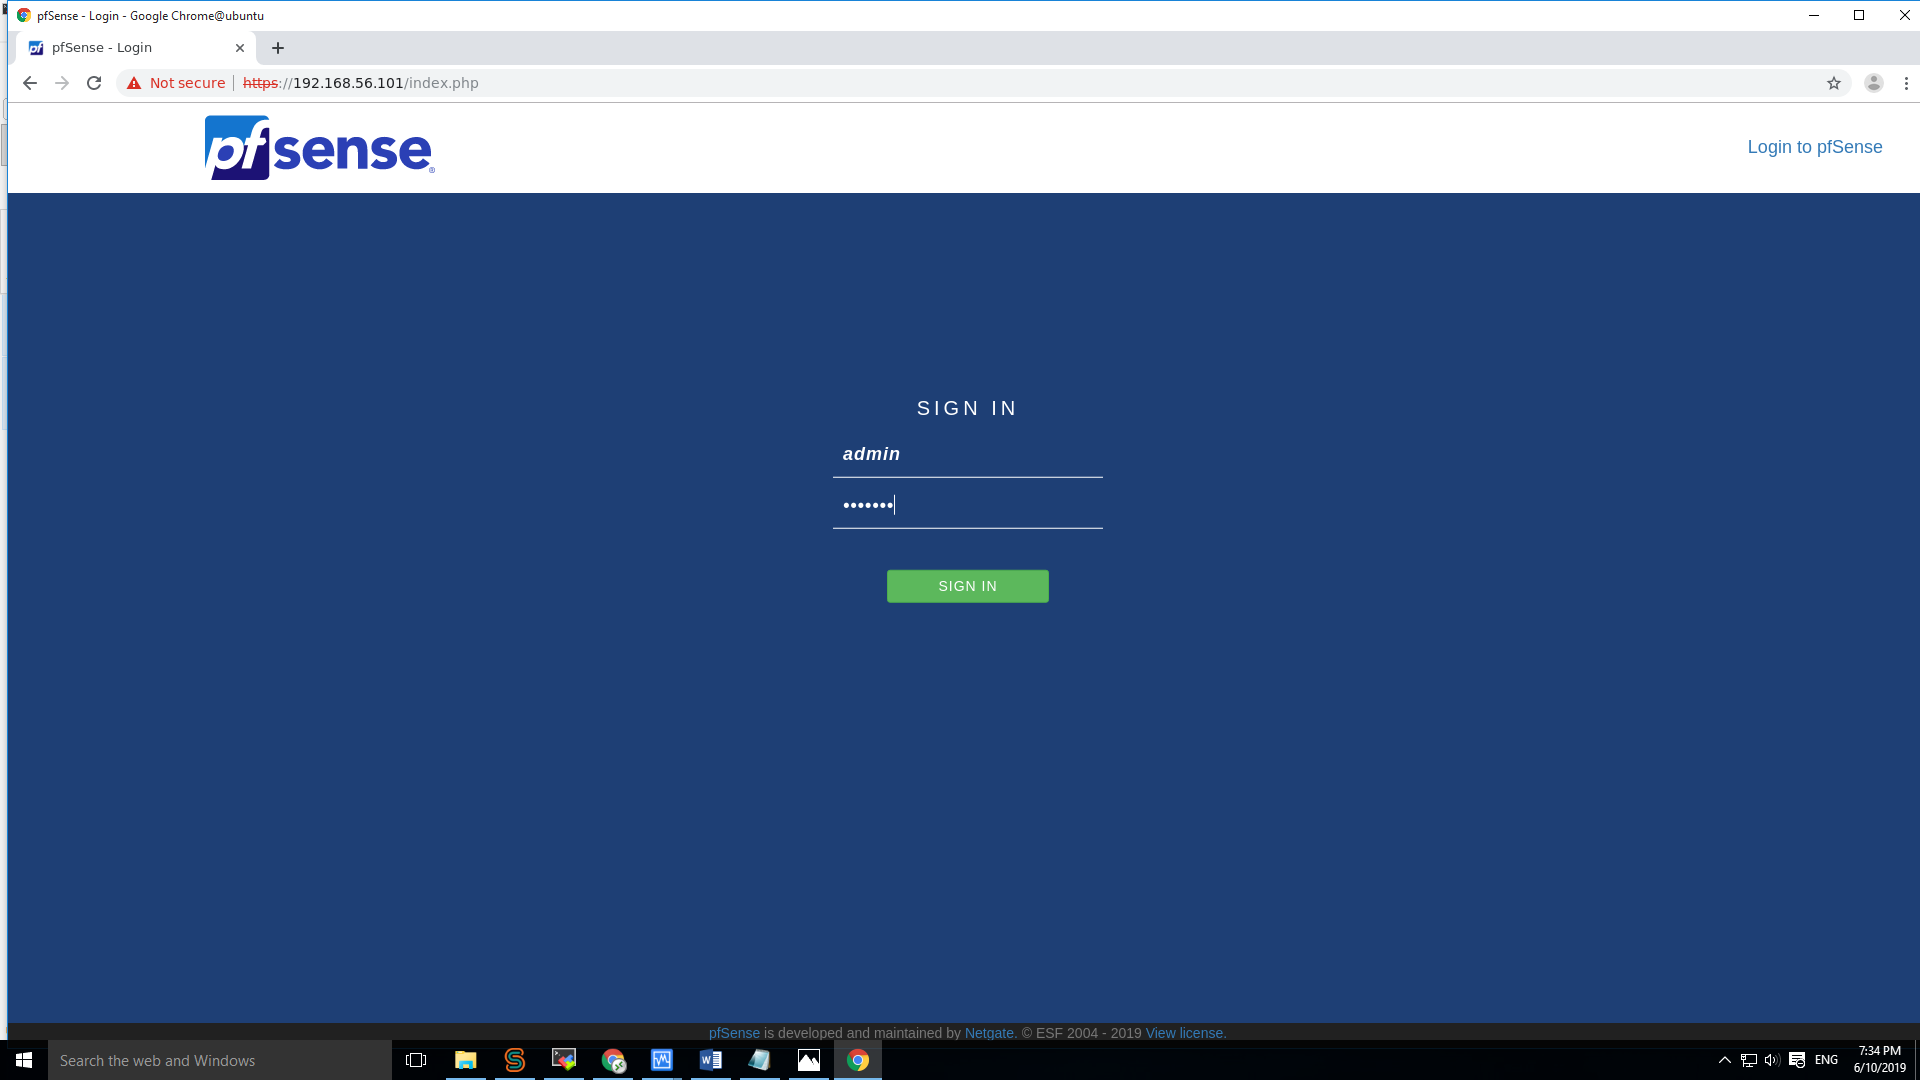 pfSense - Login - Google Chrome@ubuntu
pfSense - Login
Not secure https://192.168.56.101/index.php
pfsense®
Login to pfSense
SIGN IN
admin
•••••••
SIGN IN
pfSense is developed and maintained by Netgate. © ESF 2004 - 2019 View license.
Search the web and Windows
ENG
7:34 PM
6/10/2019